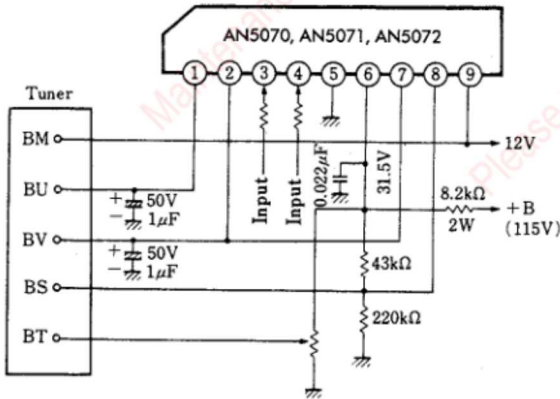 AN5070, AN5071, AN5072
1 2 3 4 5 6 7 8 9
Tuner
BM
12V
BU
+ 50V
− 1μF
Input
Input
0.022μF
31.5V
8.2kΩ
2W
+B
(115V)
BV
+ 50V
− 1μF
43kΩ
BS
220kΩ
BT
Please